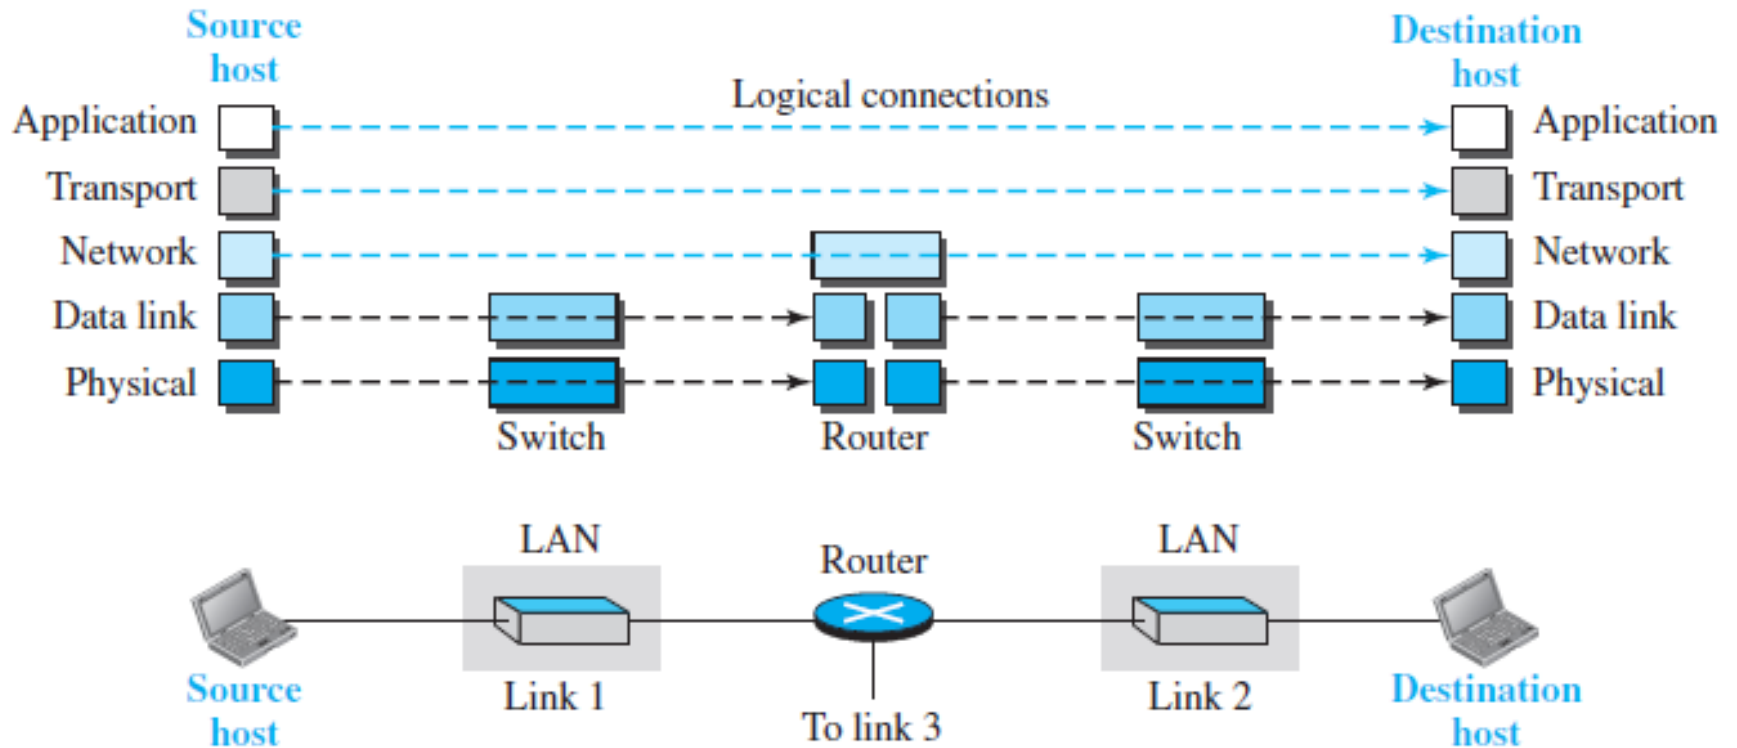 Source
host
Destination
host
Logical connections
Application
Application
Transport
Transport
Network
Network
Data link
Data link
Physical
Physical
Switch
Router
Switch
LAN
Router
LAN
Source
host
Link 1
To link 3
Link 2
Destination
host